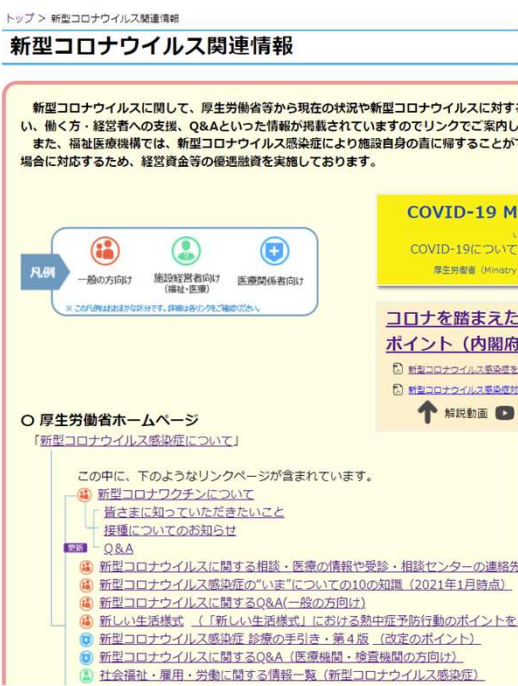 トップ > 新型コロナウイルス関連情報
新型コロナウイルス関連情報
新型コロナウイルスに関して、厚生労働省等から現在の状況や新型コロナウイルスに対する
い、働く方・経営者への支援、Q&Aといった情報が掲載されていますのでリンクでご案内し
また、福祉医療機構では、新型コロナウイルス感染症により施設自身の責に帰することがで
場合に対応するため、経営資金等の優遇融資を実施しております。
凡例
一般の方向け
施設経営者向け
(福祉・医療)
医療関係者向け
※ この凡例はおおまかな区分です。詳細は各リンクをご確認ください。
COVID-19 M
COVID-19について
厚生労働省（Ministry
コロナを踏まえた
ポイント（内閣府
新型コロナウイルス感染症を
新型コロナウイルス感染症対
解説動画
○ 厚生労働省ホームページ
「新型コロナウイルス感染症について」
この中に、下のようなリンクページが含まれています。
新型コロナワクチンについて
皆さまに知っていただきたいこと
接種についてのお知らせ
更新 Q&A
新型コロナウイルスに関する相談・医療の情報や受診・相談センターの連絡先
新型コロナウイルス感染症の“いま”についての10の知識（2021年1月時点）
新型コロナウイルスに関するQ&A(一般の方向け)
新しい生活様式 （「新しい生活様式」における熱中症予防行動のポイントを
新型コロナウイルス感染症 診療の手引き・第4版 （改定のポイント）
新型コロナウイルスに関するQ&A（医療機関・検査機関の方向け）
社会福祉・雇用・労働に関する情報一覧（新型コロナウイルス感染症）